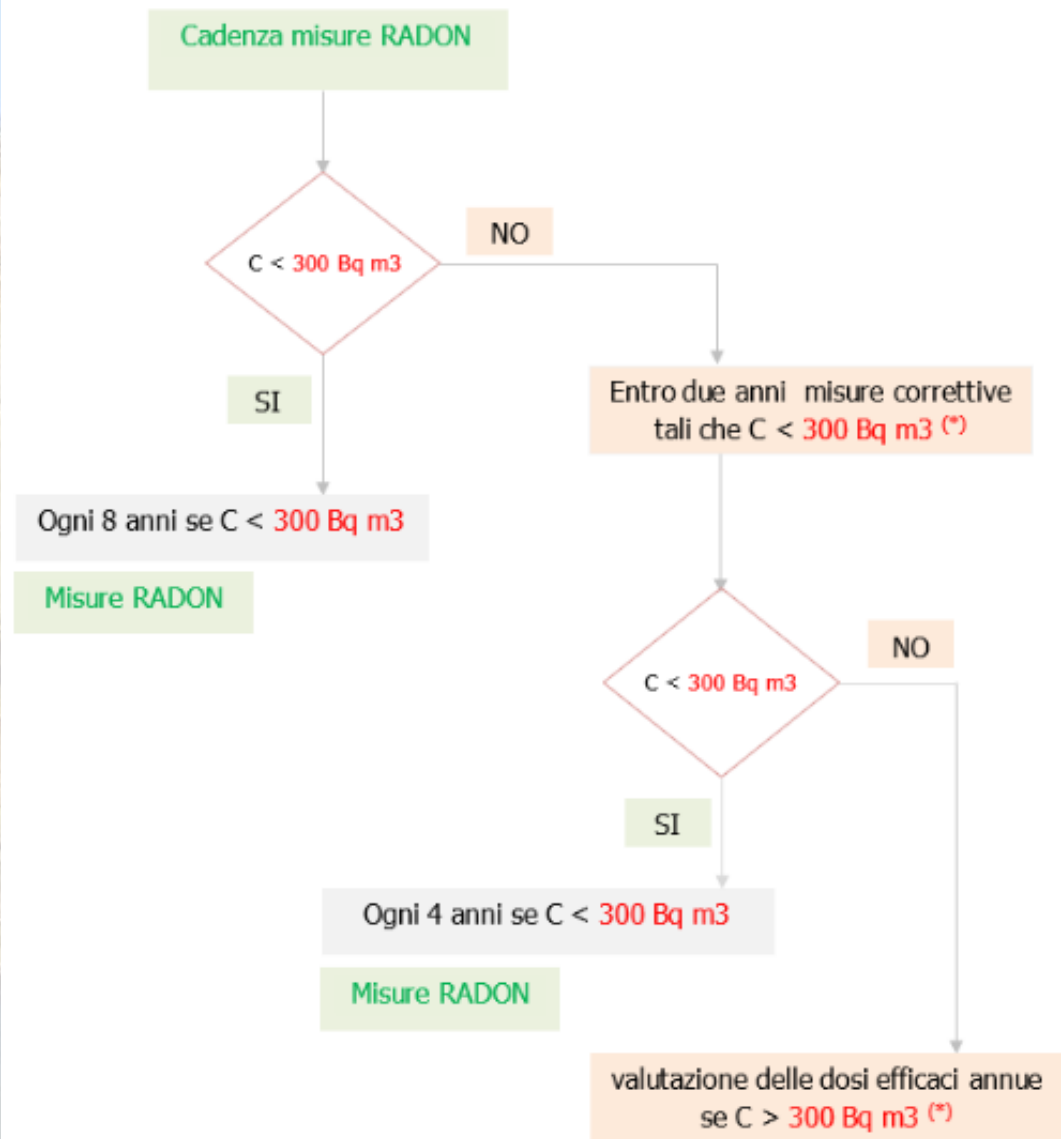 Cadenza misure RADON
C < 300 Bq m3
NO
SI
Entro due anni misure correttive
tali che C < 300 Bq m3 (*)
Ogni 8 anni se C < 300 Bq m3
Misure RADON
C < 300 Bq m3
NO
SI
Ogni 4 anni se C < 300 Bq m3
Misure RADON
valutazione delle dosi efficaci annue
se C > 300 Bq m3 (*)